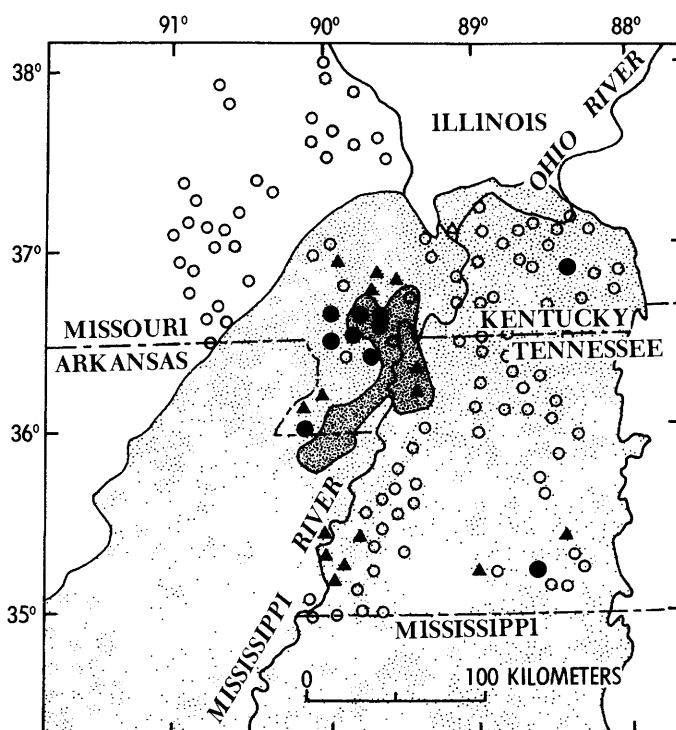 91° 90° 89° 88°
38°
ILLINOIS
OHIO RIVER
37°
MISSOURI
KENTUCKY
ARKANSAS
TENNESSEE
36°
MISSISSIPPI RIVER
35°
MISSISSIPPI
0 100 KILOMETERS